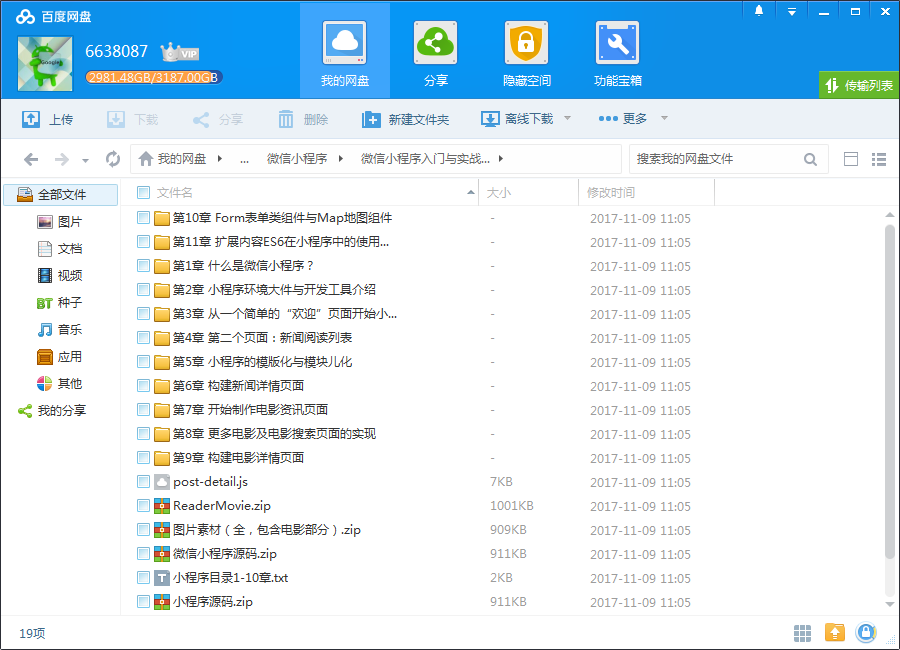 百度网盘
6638087 VIP
2981.48GB/3187.00GB
我的网盘
分享
隐藏空间
功能宝箱
传输列表
上传 下载 分享 删除 新建文件夹 离线下载 更多
我的网盘 ... 微信小程序 微信小程序入门与实战...
搜索我的网盘文件
全部文件
图片
文档
视频
BT 种子
音乐
应用
其他
我的分享
文件名 大小 修改时间
第10章 Form表单类组件与Map地图组件 - 2017-11-09 11:05
第11章 扩展内容ES6在小程序中的使用... - 2017-11-09 11:05
第1章 什么是微信小程序？ - 2017-11-09 11:05
第2章 小程序环境大件与开发工具介绍 - 2017-11-09 11:05
第3章 从一个简单的“欢迎”页面开始小... - 2017-11-09 11:05
第4章 第二个页面：新闻阅读列表 - 2017-11-09 11:05
第5章 小程序的模版化与模块儿化 - 2017-11-09 11:05
第6章 构建新闻详情页面 - 2017-11-09 11:05
第7章 开始制作电影资讯页面 - 2017-11-09 11:05
第8章 更多电影及电影搜索页面的实现 - 2017-11-09 11:05
第9章 构建电影详情页面 - 2017-11-09 11:05
post-detail.js 7KB 2017-11-09 11:05
ReaderMovie.zip 1001KB 2017-11-09 11:05
图片素材（全，包含电影部分）.zip 909KB 2017-11-09 11:05
微信小程序源码.zip 911KB 2017-11-09 11:05
小程序目录1-10章.txt 2KB 2017-11-09 11:05
小程序源码.zip 911KB 2017-11-09 11:05
19项